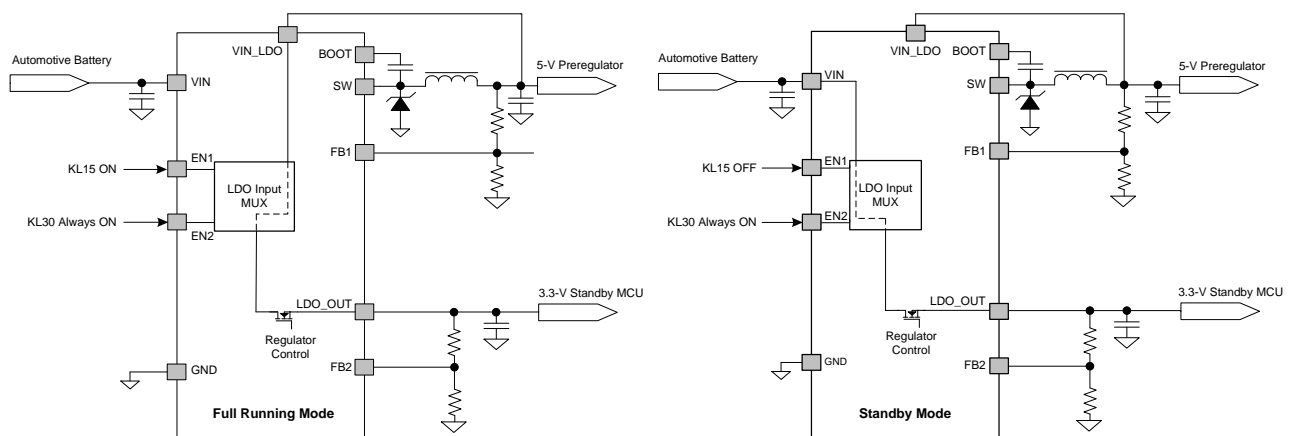 VIN_LDO
BOOT
Automotive Battery
5-V Preregulator
VIN
SW
FB1
KL15 ON
EN1
LDO Input
MUX
KL30 Always ON
EN2
LDO_OUT
3.3-V Standby MCU
Regulator
Control
GND
FB2
Full Running Mode
VIN_LDO
BOOT
Automotive Battery
5-V Preregulator
VIN
SW
FB1
KL15 OFF
EN1
LDO Input
MUX
KL30 Always ON
EN2
LDO_OUT
3.3-V Standby MCU
Regulator
Control
GND
FB2
Standby Mode